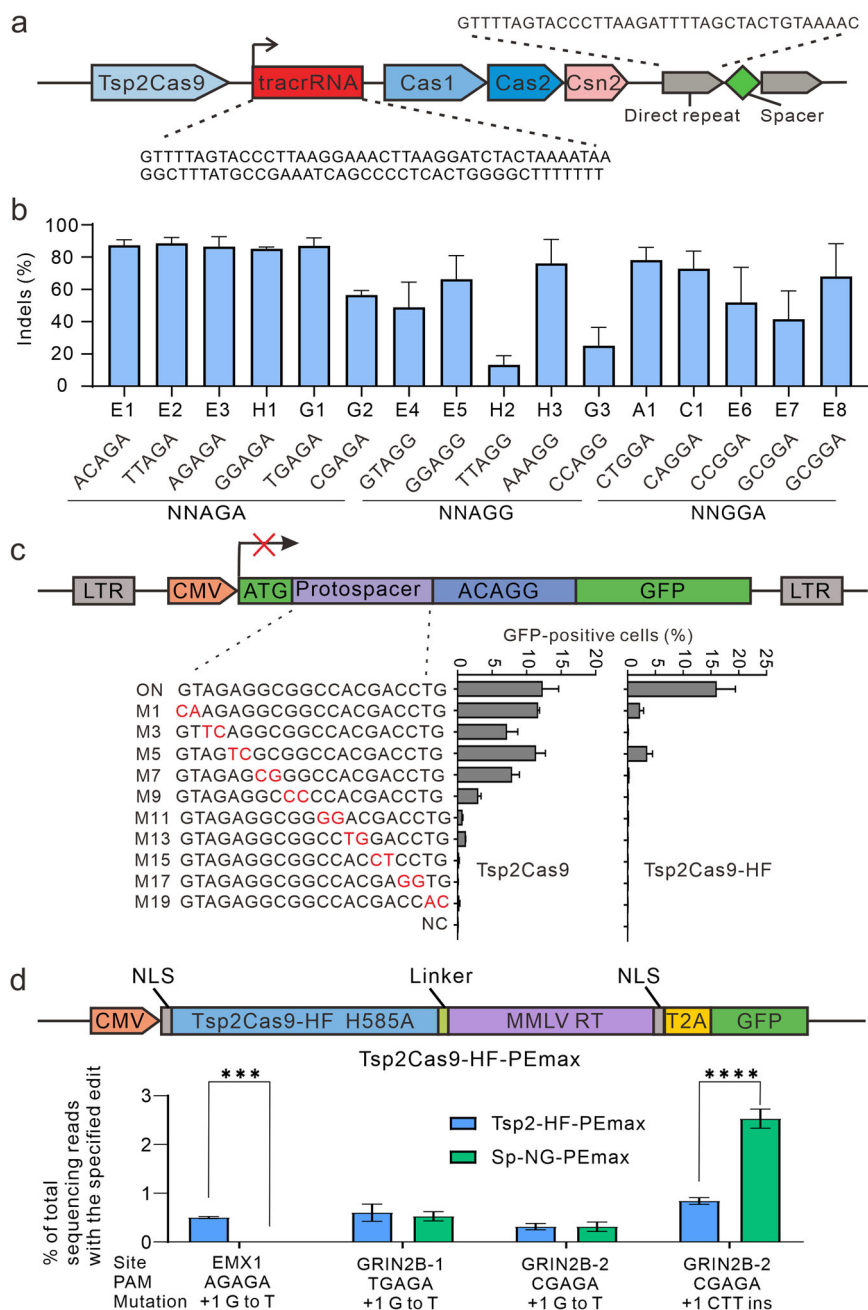 a
GTTTTAGTACCCTTAAGATTTTAGCTACTGTAAAAC
Tsp2Cas9 tracrRNA Cas1 Cas2 Csn2
Direct repeat Spacer
GTTTTAGTACCCTTAAGGAAACTTAAGGATCTACTAAAATAA
GGCTTTATGCCGAAATCAGCCCCTCACTGGGGCTTTTTTT
b
Indels (%)
100
80
60
40
20
0
E1 E2 E3 H1 G1 G2 E4 E5 H2 H3 G3 A1 C1 E6 E7 E8
ACAGA TTAGA AGAGA GGAGA TGAGA CGAGA GTAGG GGAGG TTAGG AAAGG CCAGG CTGGA CAGGA CCGGA GCGGA GCGGA
NNAGA NNAGG NNGGA
c
LTR CMV ATG Protospacer ACAGG GFP LTR
GFP-positive cells (%)
0 5 10 15 20 0 5 10 15 20 25
ON GTAGAGGCGGCCACGACCTG
M1 CAAGAGGCGGCCACGACCTG
M3 GTTCAGGCGGCCACGACCTG
M5 GTAGTCGCGGCCACGACCTG
M7 GTAGAGCGGGCCACGACCTG
M9 GTAGAGGCCCCCACGACCTG
M11 GTAGAGGCGGGGACGACCTG
M13 GTAGAGGCGGCCTGGACCTG
M15 GTAGAGGCGGCCACCTCCTG
M17 GTAGAGGCGGCCACGAGGTG
M19 GTAGAGGCGGCCACGACCAC
NC
Tsp2Cas9 Tsp2Cas9-HF
d
NLS Linker NLS
CMV Tsp2Cas9-HF H585A MMLV RT T2A GFP
Tsp2Cas9-HF-PEmax
% of total
sequencing reads
with the specified edit
3
2
1
0
*** ****
Tsp2-HF-PEmax
Sp-NG-PEmax
Site EMX1 GRIN2B-1 GRIN2B-2 GRIN2B-2
PAM AGAGA TGAGA CGAGA CGAGA
Mutation +1 G to T +1 G to T +1 G to T +1 CTT ins